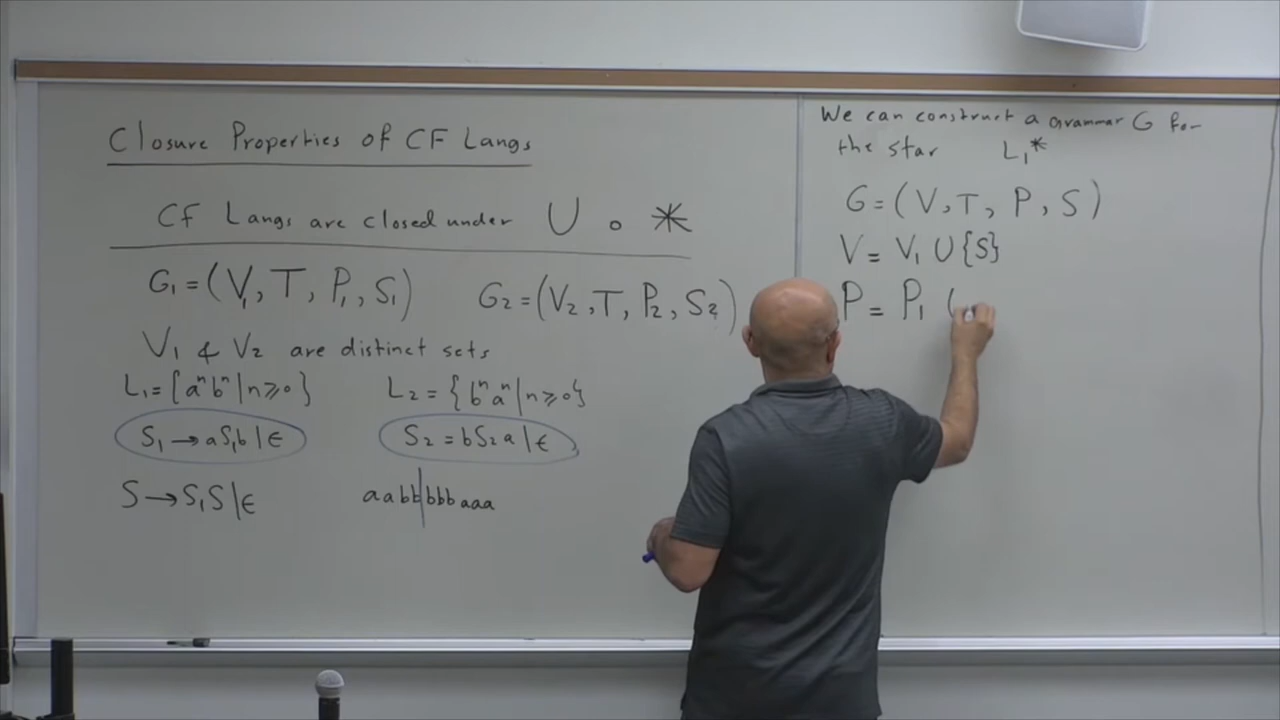 Closure Properties of CF Langs
CF Langs are closed under ∪ ∘ *
G₁=(V₁, T, P₁, S₁) G₂=(V₂, T, P₂, S₂)
V₁ & V₂ are distinct sets
L₁={aⁿbⁿ|n≥0} L₂={bⁿaⁿ|n≥0}
S₁→aS₁b|ε S₂=bS₂a|ε
S→S₁S|ε aabb|bbbaaa
We can construct a grammar G for
the star L₁*
G=(V,T,P,S)
V=V₁∪{S}
P=P₁ (